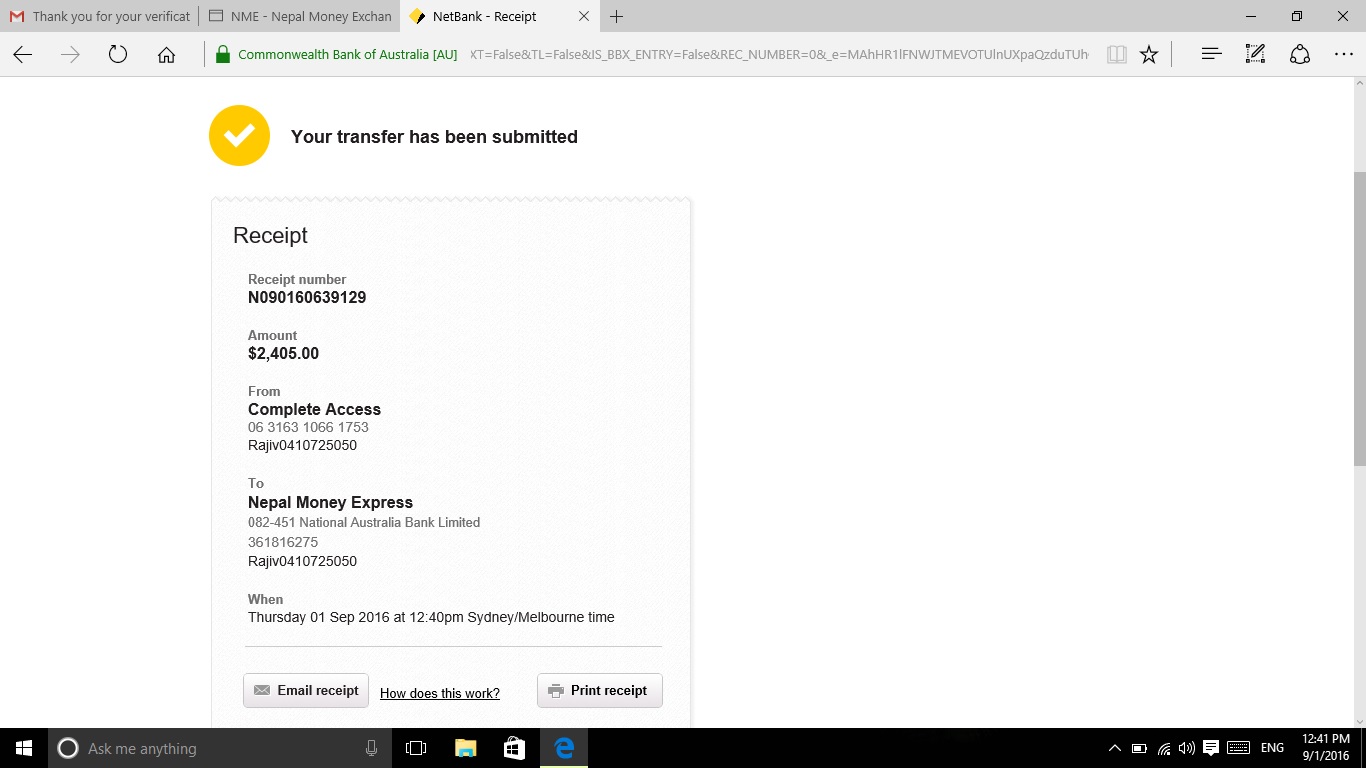 Thank you for your verificat
NME - Nepal Money Exchan
NetBank - Receipt
Commonwealth Bank of Australia [AU]
XT=False&TL=False&IS_BBX_ENTRY=False&REC_NUMBER=0&_e=MAhHR1lFNWJTMEVOTUlnUXpaQzduTUh
Your transfer has been submitted
Receipt
Receipt number
N090160639129
Amount
$2,405.00
From
Complete Access
06 3163 1066 1753
Rajiv0410725050
To
Nepal Money Express
082-451 National Australia Bank Limited
361816275
Rajiv0410725050
When
Thursday 01 Sep 2016 at 12:40pm Sydney/Melbourne time
Email receipt
How does this work?
Print receipt
Ask me anything
ENG
12:41 PM
9/1/2016